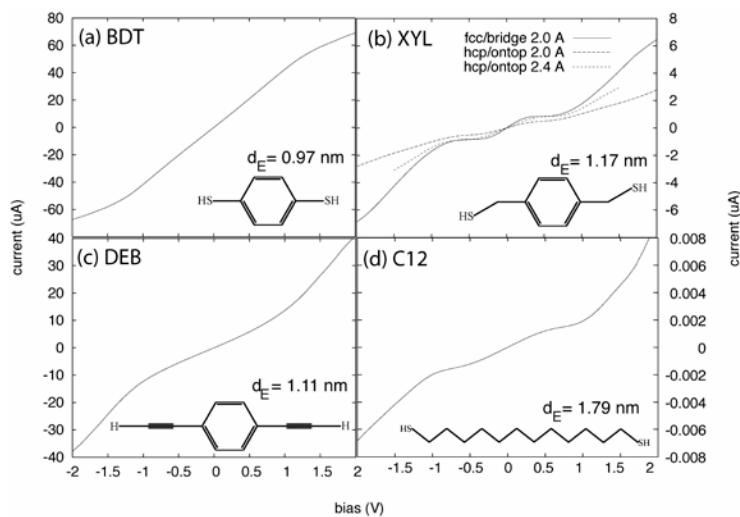 (a) BDT
80
60
40
20
0
-20
-40
-60
d_E = 0.97 nm
HS
SH
(b) XYL
fcc/bridge 2.0 A
hcp/ontop 2.0 A
hcp/ontop 2.4 A
8
6
4
2
0
-2
-4
-6
d_E = 1.17 nm
SH
HS
current (uA)
current (uA)
(c) DEB
40
30
20
10
0
-10
-20
-30
-40
d_E = 1.11 nm
H
H
-2 -1.5 -1 -0.5 0 0.5 1 1.5 2
(d) C12
0.008
0.006
0.004
0.002
0
-0.002
-0.004
-0.006
-0.008
d_E = 1.79 nm
HS
SH
-1.5 -1 -0.5 0 0.5 1 1.5 2
bias (V)